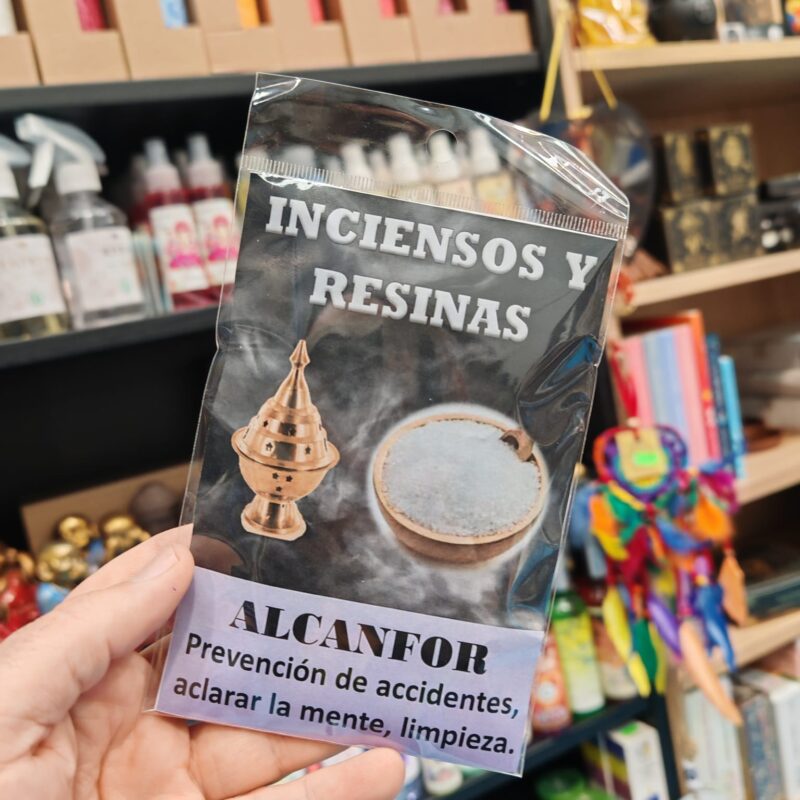 INCIENSOS Y
RESINAS
ALCANFOR
Prevención de accidentes,
aclarar la mente, limpieza.